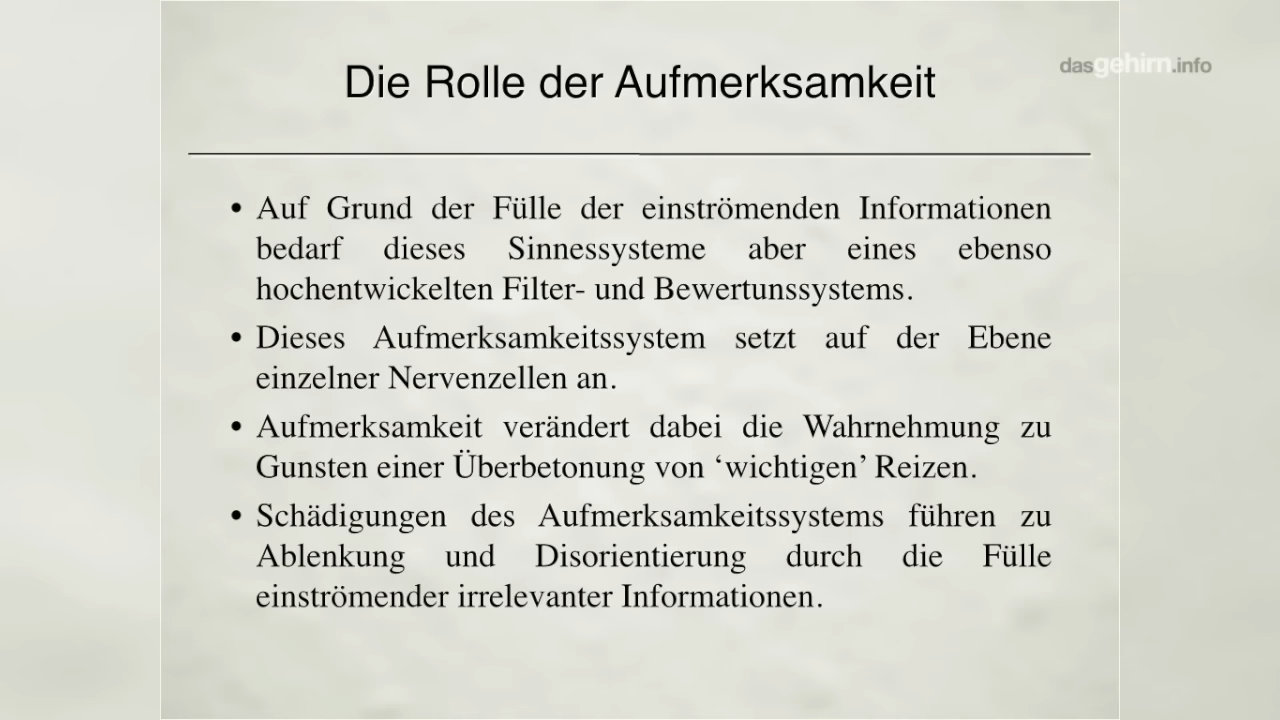 Die Rolle der Aufmerksamkeit
dasgehirn.info
• Auf Grund der Fülle der einströmenden Informationen
bedarf dieses Sinnessysteme aber eines ebenso
hochentwickelten Filter- und Bewertunssystems.
• Dieses Aufmerksamkeitssystem setzt auf der Ebene
einzelner Nervenzellen an.
• Aufmerksamkeit verändert dabei die Wahrnehmung zu
Gunsten einer Überbetonung von ‘wichtigen’ Reizen.
• Schädigungen des Aufmerksamkeitssystems führen zu
Ablenkung und Disorientierung durch die Fülle
einströmender irrelevanter Informationen.